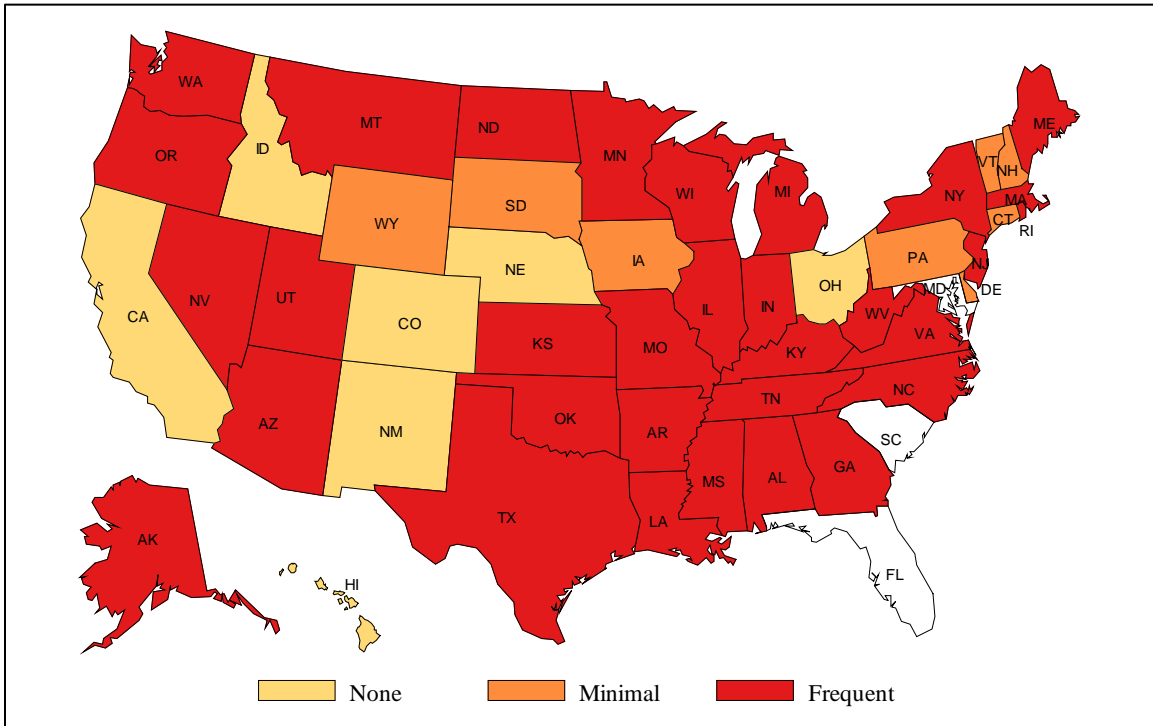 WA
MT
ND
MN
ME
OR
ID
WI
MI
VT
NH
NY
MA
SD
WY
CT
RI
IA
PA
NE
NJ
OH
MD
DE
NV
UT
CA
CO
IL
IN
WV
VA
KS
MO
KY
NC
TN
AZ
NM
OK
AR
SC
GA
MS
AL
TX
LA
AK
FL
HI
None Minimal Frequent